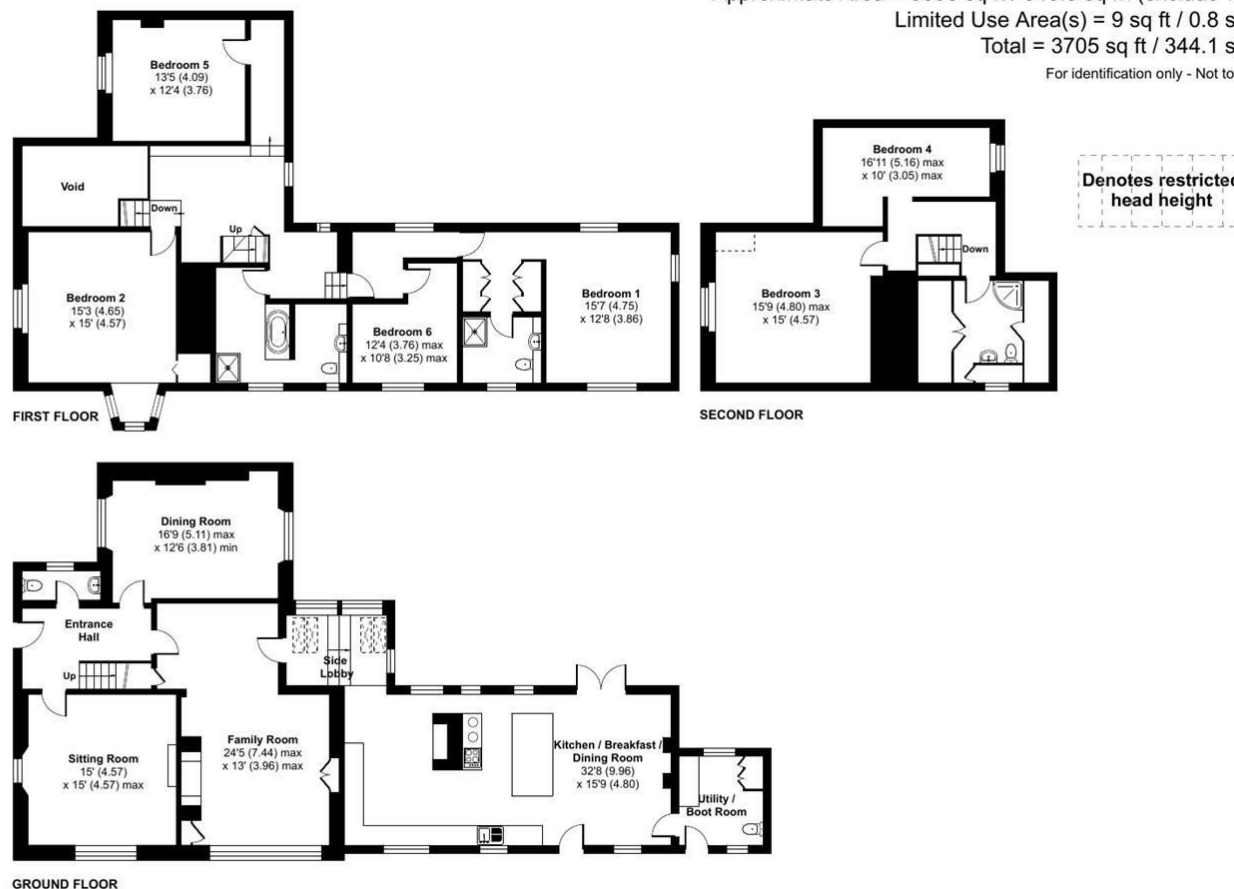 Limited Use Area(s) = 9 sq ft / 0.8 s
Total = 3705 sq ft / 344.1 s
For identification only - Not to
Denotes restricted
head height
Bedroom 5
13'5 (4.09)
x 12'4 (3.76)
Void
Down
Up
Bedroom 2
15'3 (4.65)
x 15' (4.57)
Bedroom 6
12'4 (3.76) max
x 10'8 (3.25) max
Bedroom 1
15'7 (4.75)
x 12'8 (3.86)
FIRST FLOOR
Bedroom 4
16'11 (5.16) max
x 10' (3.05) max
Down
Bedroom 3
15'9 (4.80) max
x 15' (4.57)
SECOND FLOOR
Dining Room
16'9 (5.11) max
x 12'6 (3.81) min
Entrance
Hall
Up
Side
Lobby
Sitting Room
15' (4.57)
x 15' (4.57) max
Family Room
24'5 (7.44) max
x 13' (3.96) max
Kitchen / Breakfast /
Dining Room
32'8 (9.96)
x 15'9 (4.80)
Utility /
Boot Room
GROUND FLOOR